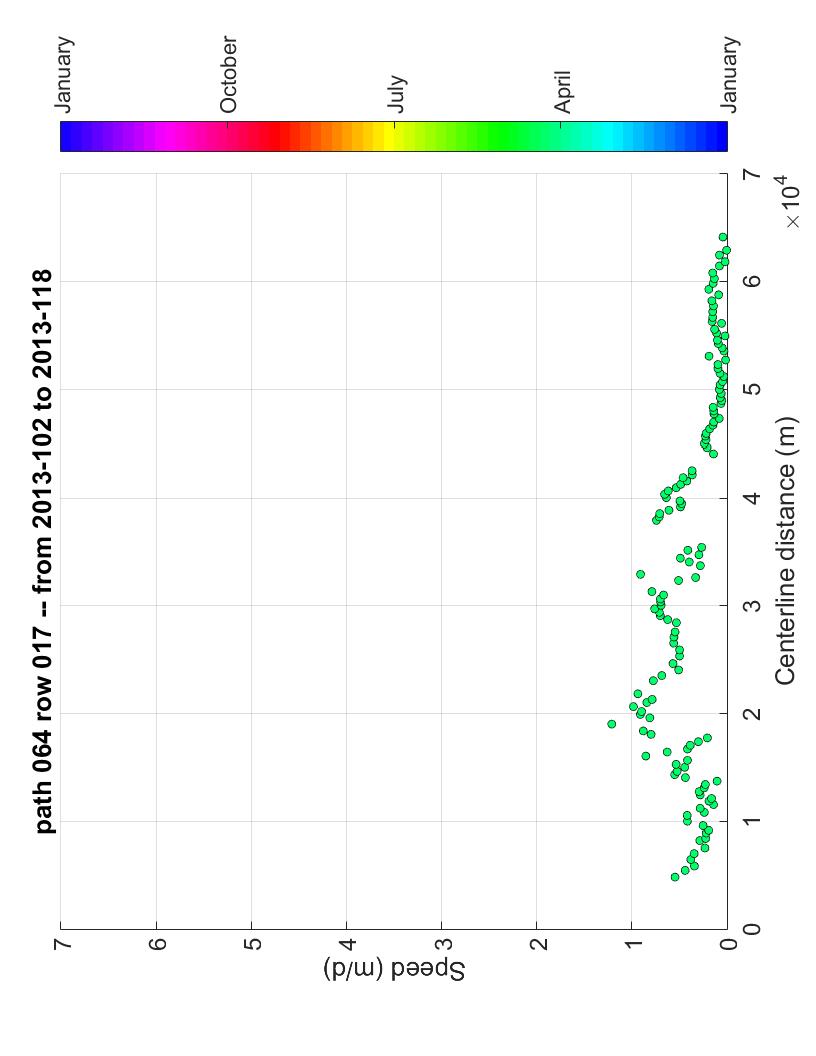 path 064 row 017 -- from 2013-102 to 2013-118
7
6
5
4
3
2
1
0
Speed (m/d)
0
1
2
3
4
5
6
7
×10^4
Centerline distance (m)
January
October
July
April
January